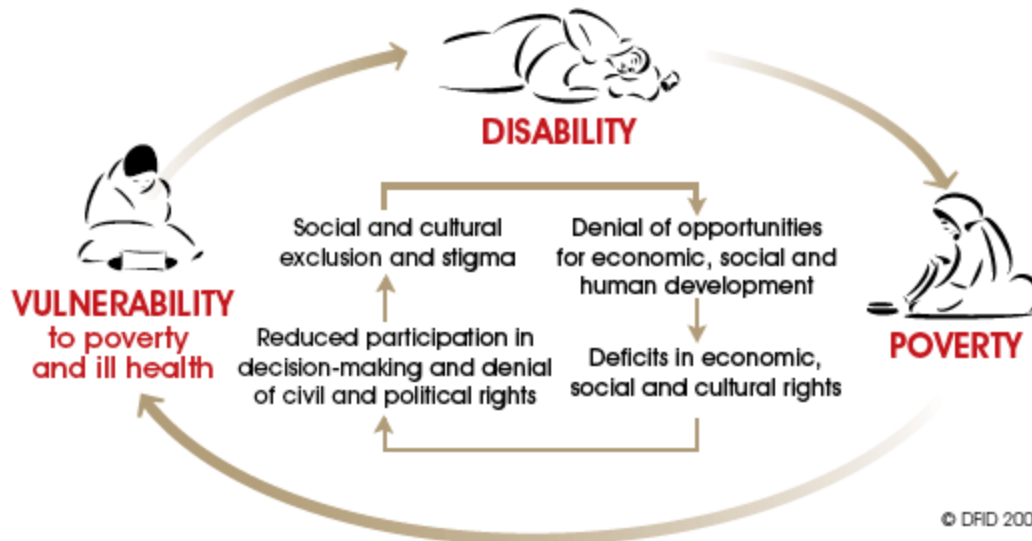 DISABILITY
Social and cultural
exclusion and stigma
Denial of opportunities
for economic, social and
human development
VULNERABILITY
to poverty
and ill health
Reduced participation in
decision-making and denial
of civil and political rights
Deficits in economic,
social and cultural rights
POVERTY
© DFID